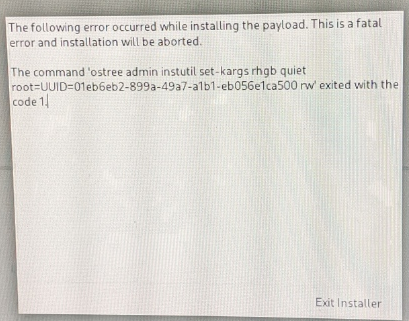 The following error occurred while installing the payload. This is a fatal
error and installation will be aborted.
The command 'ostree admin instutil set-kargs rhgb quiet
root=UUID=01eb6eb2-899a-49a7-a1b1-eb056e1ca500 rw' exited with the
code 1.
Exit Installer